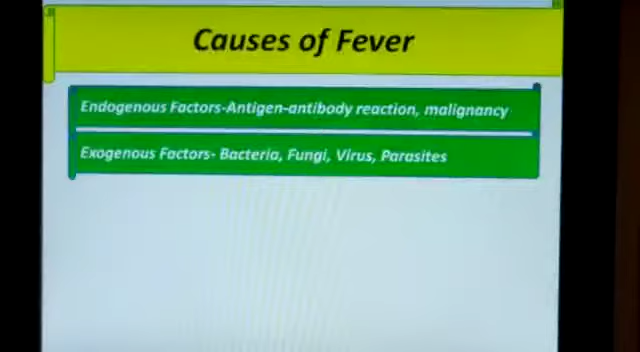 Causes of Fever
Endogenous Factors-Antigen-antibody reaction, malignancy
Exogenous Factors- Bacteria, Fungi, Virus, Parasites